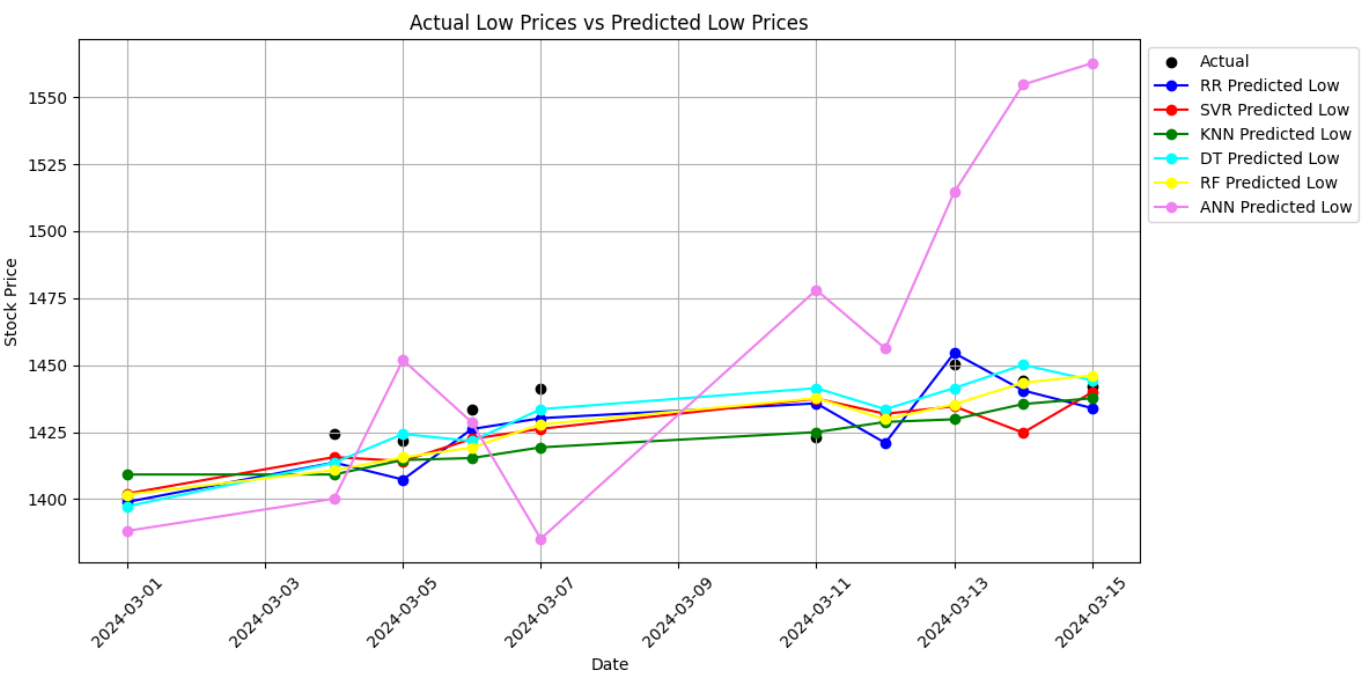 Actual Low Prices vs Predicted Low Prices
Actual
RR Predicted Low
SVR Predicted Low
KNN Predicted Low
DT Predicted Low
RF Predicted Low
ANN Predicted Low
Stock Price
1550
1525
1500
1475
1450
1425
1400
2024-03-01
2024-03-03
2024-03-05
2024-03-07
2024-03-09
2024-03-11
2024-03-13
2024-03-15
Date